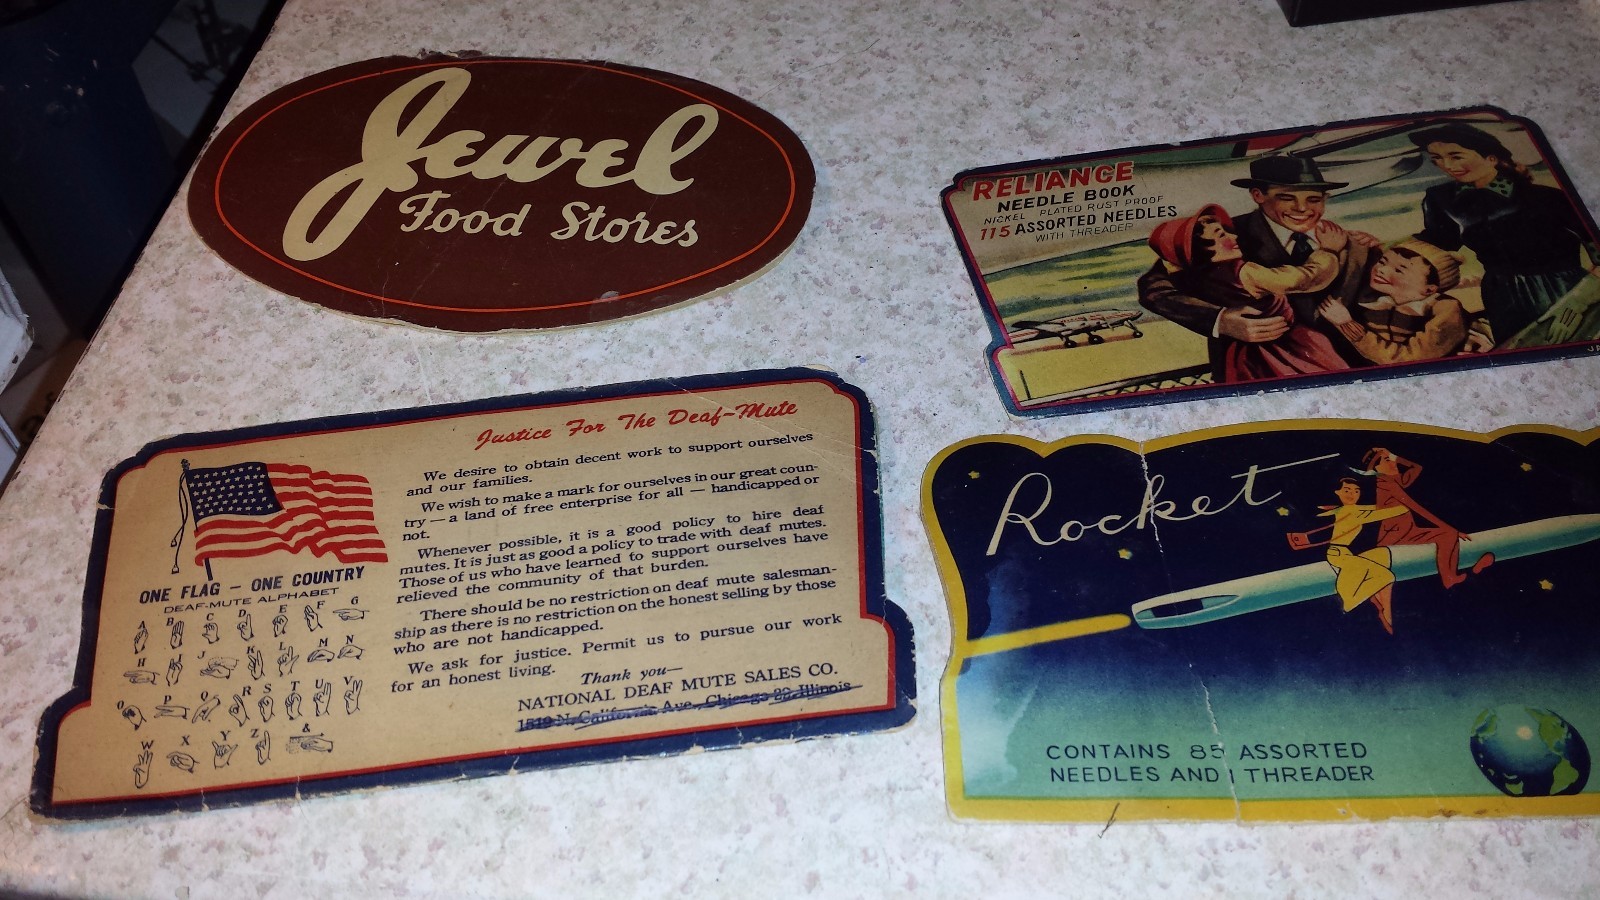 Jewel
Food Stores
RELIANCE
NEEDLE BOOK
NICKEL PLATED RUST PROOF
115 ASSORTED NEEDLES
WITH THREADER
Justice For The Deaf-Mute
We desire to obtain decent work to support ourselves
and our families.
We wish to make a mark for ourselves in our great coun-
try — a land of free enterprise for all — handicapped or
not.
Whenever possible, it is a good policy to hire deaf
mutes. It is just as good a policy to trade with deaf mutes.
Those of us who have learned to support ourselves have
relieved the community of that burden.
There should be no restriction on deaf mute salesman-
ship as there is no restriction on the honest selling by those
who are not handicapped.
We ask for justice. Permit us to pursue our work
for an honest living.
Thank you—
NATIONAL DEAF MUTE SALES CO.
1519 N. California Ave., Chicago 22, Illinois
ONE FLAG – ONE COUNTRY
DEAF-MUTE ALPHABET
A B C D E F G
H I J K L M N
O P Q R S T U V
W X Y Z &
Rocket
CONTAINS 85 ASSORTED
NEEDLES AND 1 THREADER